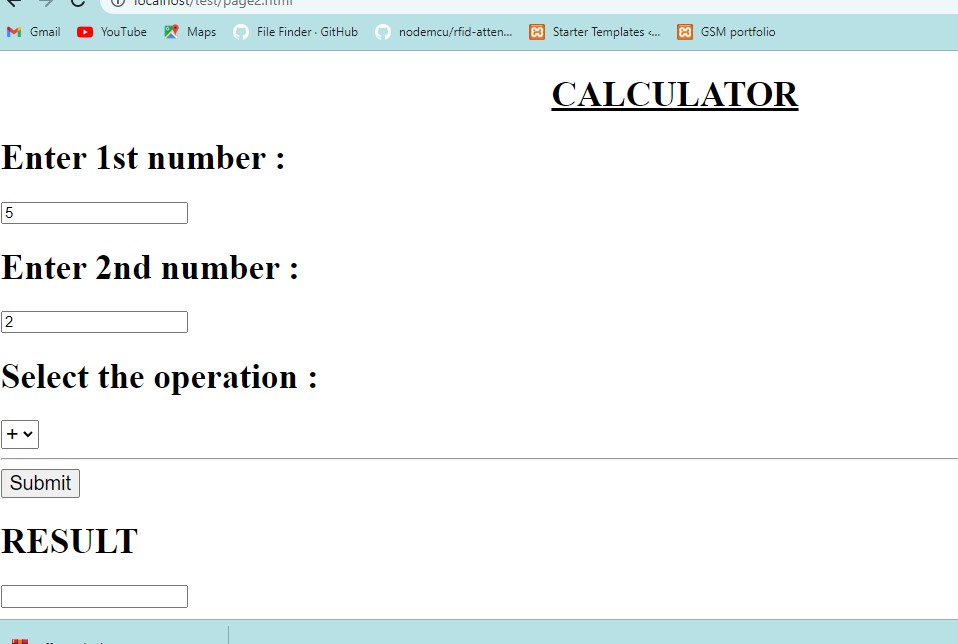 localhost/test/page2.html
Gmail YouTube Maps File Finder · GitHub nodemcu/rfid-atten... Starter Templates ‹... GSM portfolio
CALCULATOR
Enter 1st number :
5
Enter 2nd number :
2
Select the operation :
+
Submit
RESULT